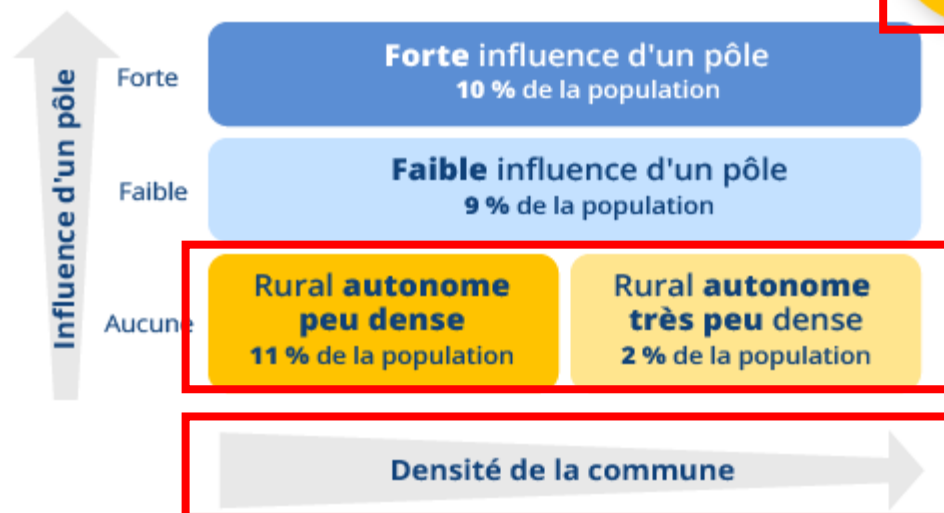 Influence d'un pôle
Forte
Forte influence d'un pôle
10 % de la population
Faible
Faible influence d'un pôle
9 % de la population
Aucune
Rural autonome
peu dense
11 % de la population
Rural autonome
très peu dense
2 % de la population
Densité de la commune